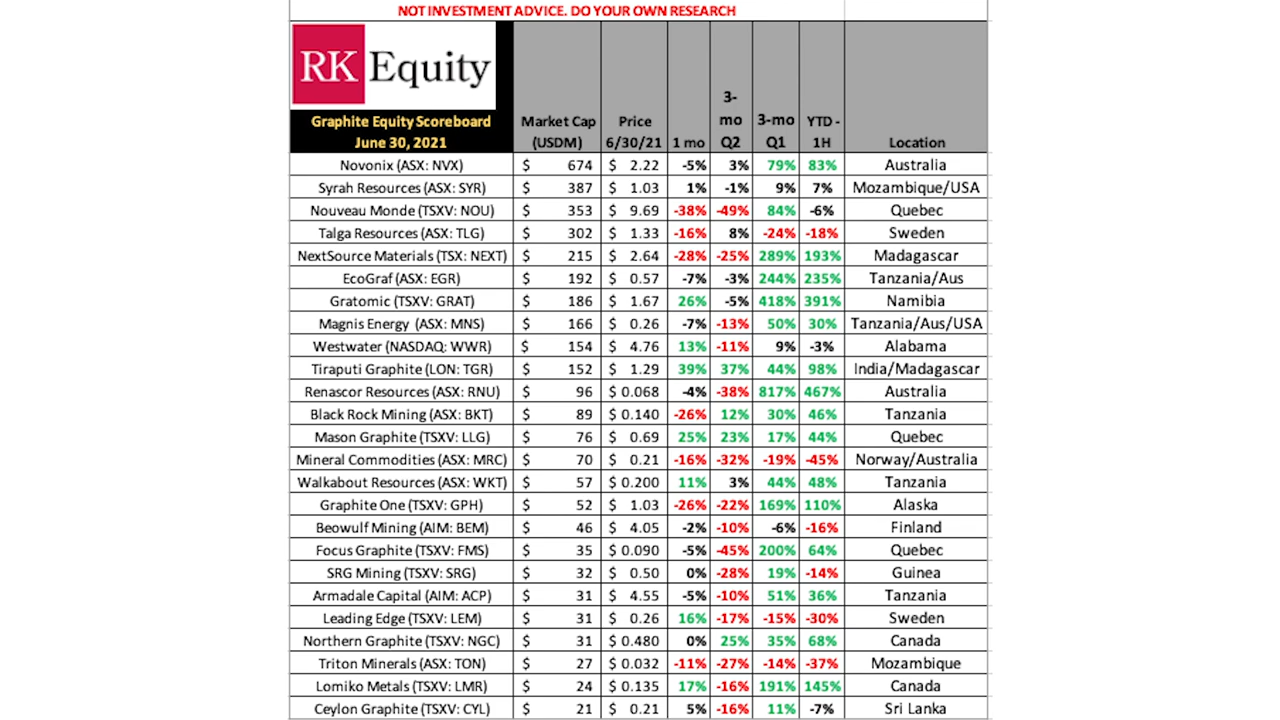 NOT INVESTMENT ADVICE. DO YOUR OWN RESEARCH
RK Equity
Graphite Equity Scoreboard
June 30, 2021
Market Cap (USDM) Price 6/30/21 1 mo 3-mo Q2 3-mo Q1 YTD - 1H Location
Novonix (ASX: NVX) $ 674 $ 2.22 -5% 3% 79% 83% Australia
Syrah Resources (ASX: SYR) $ 387 $ 1.03 1% -1% 9% 7% Mozambique/USA
Nouveau Monde (TSXV: NOU) $ 353 $ 9.69 -38% -49% 84% -6% Quebec
Talga Resources (ASX: TLG) $ 302 $ 1.33 -16% 8% -24% -18% Sweden
NextSource Materials (TSX: NEXT) $ 215 $ 2.64 -28% -25% 289% 193% Madagascar
EcoGraf (ASX: EGR) $ 192 $ 0.57 -7% -3% 244% 235% Tanzania/Aus
Gratomic (TSXV: GRAT) $ 186 $ 1.67 26% -5% 418% 391% Namibia
Magnis Energy (ASX: MNS) $ 166 $ 0.26 -7% -13% 50% 30% Tanzania/Aus/USA
Westwater (NASDAQ: WWR) $ 154 $ 4.76 13% -11% 9% -3% Alabama
Tiraputi Graphite (LON: TGR) $ 152 $ 1.29 39% 37% 44% 98% India/Madagascar
Renascor Resources (ASX: RNU) $ 96 $ 0.068 -4% -38% 817% 467% Australia
Black Rock Mining (ASX: BKT) $ 89 $ 0.140 -26% 12% 30% 46% Tanzania
Mason Graphite (TSXV: LLG) $ 76 $ 0.69 25% 23% 17% 44% Quebec
Mineral Commodities (ASX: MRC) $ 70 $ 0.21 -16% -32% -19% -45% Norway/Australia
Walkabout Resources (ASX: WKT) $ 57 $ 0.200 11% 3% 44% 48% Tanzania
Graphite One (TSXV: GPH) $ 52 $ 1.03 -26% -22% 169% 110% Alaska
Beowulf Mining (AIM: BEM) $ 46 $ 4.05 -2% -10% -6% -16% Finland
Focus Graphite (TSXV: FMS) $ 35 $ 0.090 -5% -45% 200% 64% Quebec
SRG Mining (TSXV: SRG) $ 32 $ 0.50 0% -28% 19% -14% Guinea
Armadale Capital (AIM: ACP) $ 31 $ 4.55 -5% -10% 51% 36% Tanzania
Leading Edge (TSXV: LEM) $ 31 $ 0.26 16% -17% -15% -30% Sweden
Northern Graphite (TSXV: NGC) $ 31 $ 0.480 0% 25% 35% 68% Canada
Triton Minerals (ASX: TON) $ 27 $ 0.032 -11% -27% -14% -37% Mozambique
Lomiko Metals (TSXV: LMR) $ 24 $ 0.135 17% -16% 191% 145% Canada
Ceylon Graphite (TSXV: CYL) $ 21 $ 0.21 5% -16% 11% -7% Sri Lanka